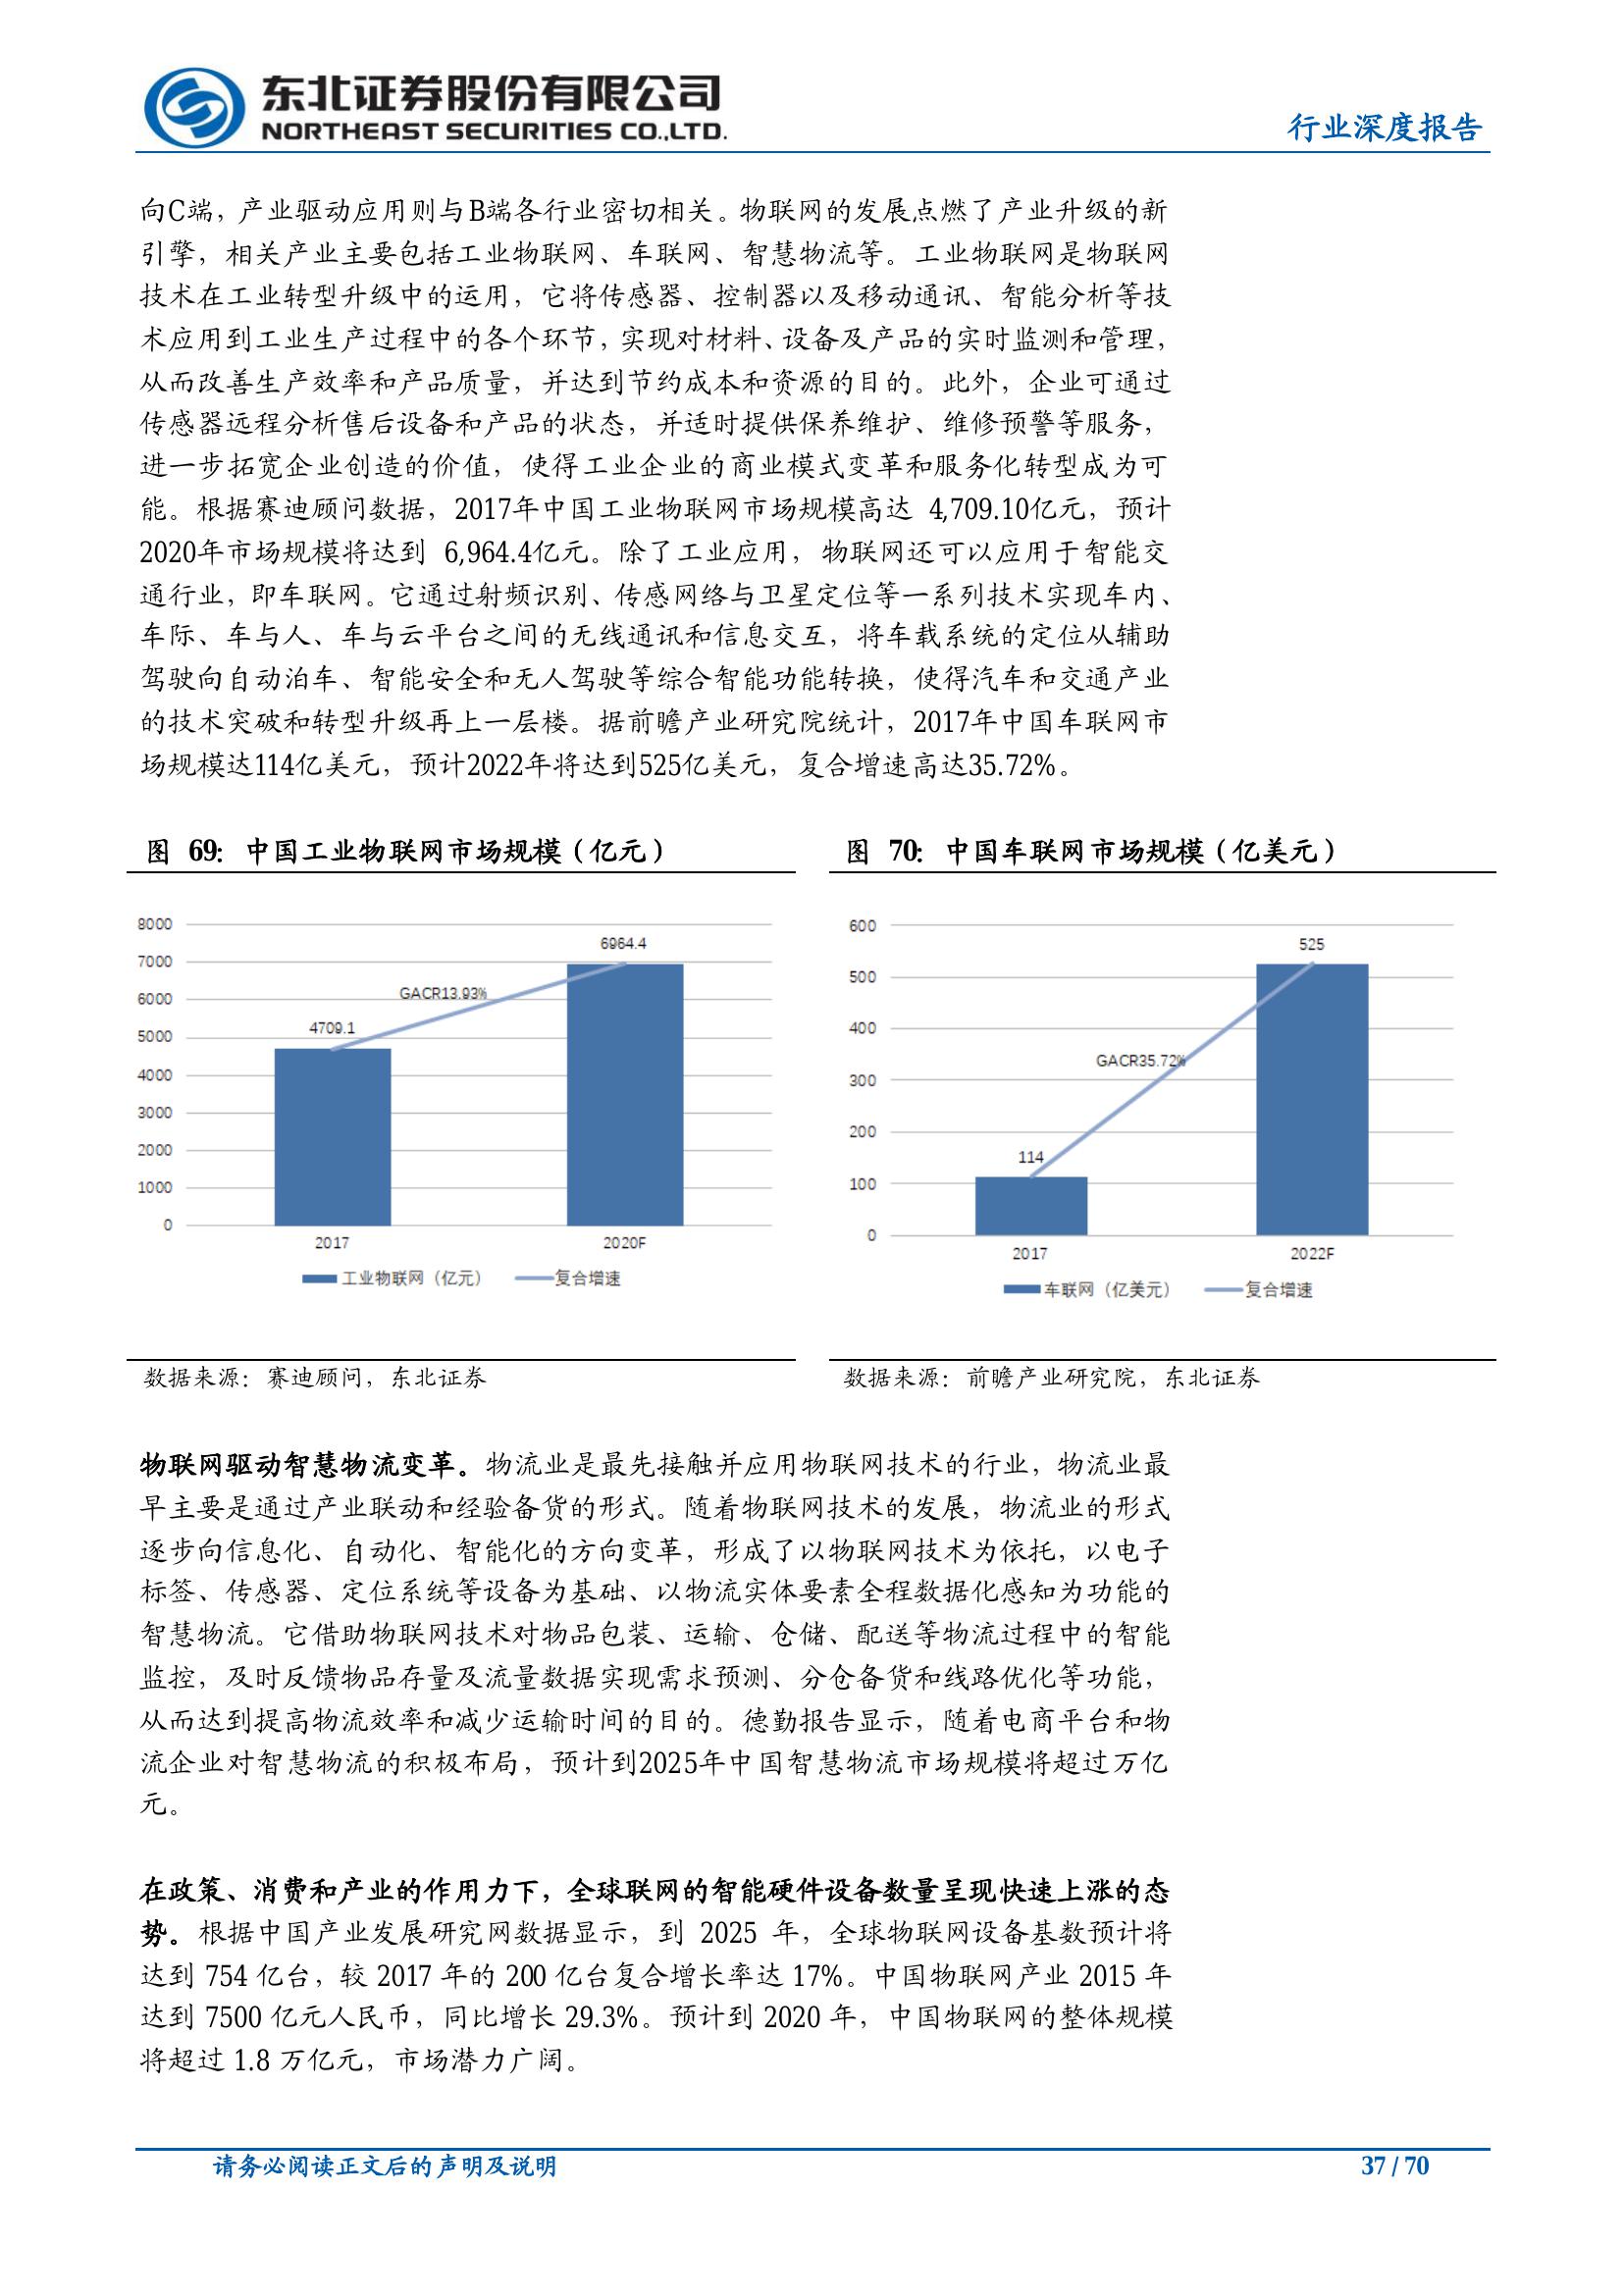 东北证券股份有限公司
NORTHEAST SECURITIES CO.,LTD.
行业深度报告
向C端，产业驱动应用则与B端各行业密切相关。物联网的发展点燃了产业升级的新
引擎，相关产业主要包括工业物联网、车联网、智慧物流等。工业物联网是物联网
技术在工业转型升级中的运用，它将传感器、控制器以及移动通讯、智能分析等技
术应用到工业生产过程中的各个环节，实现对材料、设备及产品的实时监测和管理，
从而改善生产效率和产品质量，并达到节约成本和资源的目的。此外，企业可通过
传感器远程分析售后设备和产品的状态，并适时提供保养维护、维修预警等服务，
进一步拓宽企业创造的价值，使得工业企业的商业模式变革和服务化转型成为可
能。根据赛迪顾问数据，2017年中国工业物联网市场规模高达 4,709.10亿元，预计
2020年市场规模将达到 6,964.4亿元。除了工业应用，物联网还可以应用于智能交
通行业，即车联网。它通过射频识别、传感网络与卫星定位等一系列技术实现车内、
车际、车与人、车与云平台之间的无线通讯和信息交互，将车载系统的定位从辅助
驾驶向自动泊车、智能安全和无人驾驶等综合智能功能转换，使得汽车和交通产业
的技术突破和转型升级再上一层楼。据前瞻产业研究院统计，2017年中国车联网市
场规模达114亿美元，预计2022年将达到525亿美元，复合增速高达35.72%。
图 69：中国工业物联网市场规模（亿元）
8000
7000
6000
5000
4000
3000
2000
1000
0
4709.1
GACR13.93%
6964.4
2017
2020F
工业物联网（亿元）
复合增速
数据来源：赛迪顾问，东北证券
图 70：中国车联网市场规模（亿美元）
600
500
400
300
200
100
0
114
GACR35.72%
525
2017
2022F
车联网（亿美元）
复合增速
数据来源：前瞻产业研究院，东北证券
物联网驱动智慧物流变革。物流业是最先接触并应用物联网技术的行业，物流业最
早主要是通过产业联动和经验备货的形式。随着物联网技术的发展，物流业的形式
逐步向信息化、自动化、智能化的方向变革，形成了以物联网技术为依托，以电子
标签、传感器、定位系统等设备为基础、以物流实体要素全程数据化感知为功能的
智慧物流。它借助物联网技术对物品包装、运输、仓储、配送等物流过程中的智能
监控，及时反馈物品存量及流量数据实现需求预测、分仓备货和线路优化等功能，
从而达到提高物流效率和减少运输时间的目的。德勤报告显示，随着电商平台和物
流企业对智慧物流的积极布局，预计到2025年中国智慧物流市场规模将超过万亿
元。
在政策、消费和产业的作用力下，全球联网的智能硬件设备数量呈现快速上涨的态
势。根据中国产业发展研究网数据显示，到 2025 年，全球物联网设备基数预计将
达到 754 亿台，较 2017 年的 200 亿台复合增长率达 17%。中国物联网产业 2015 年
达到 7500 亿元人民币，同比增长 29.3%。预计到 2020 年，中国物联网的整体规模
将超过 1.8 万亿元，市场潜力广阔。
请务必阅读正文后的声明及说明
37 / 70